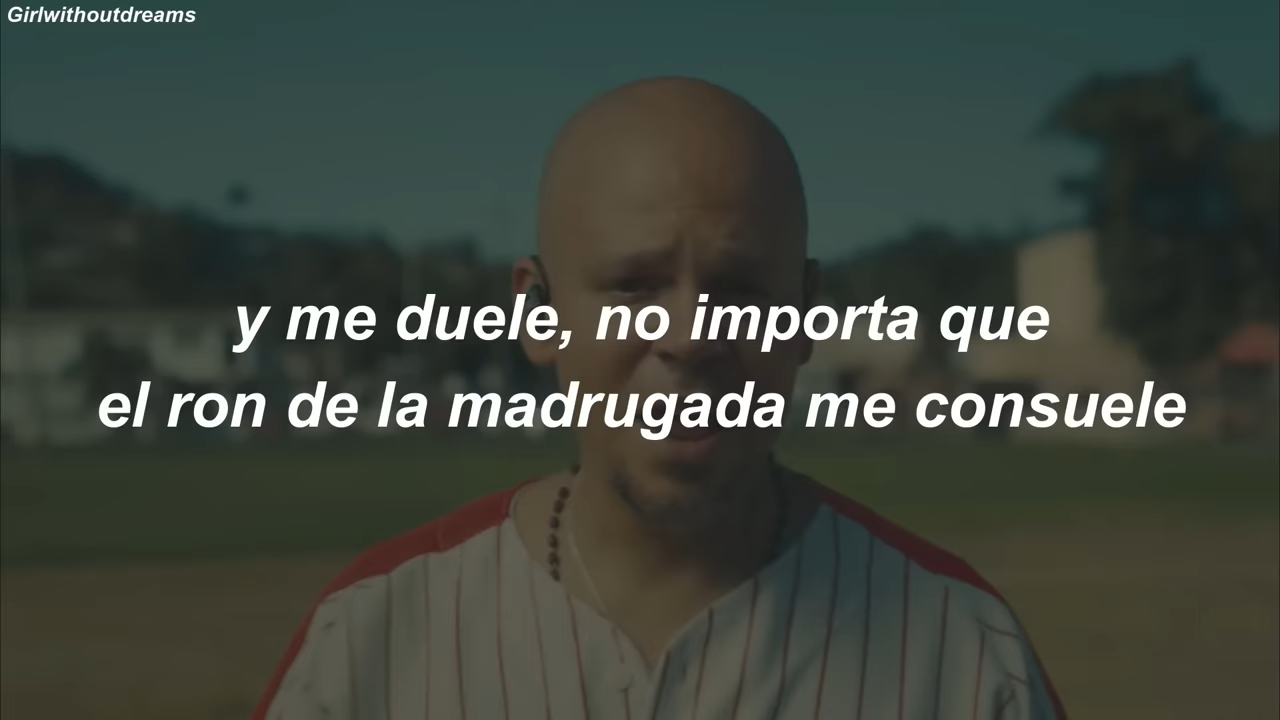 Girlwithoutdreams
y me duele, no importa que
el ron de la madrugada me consuele